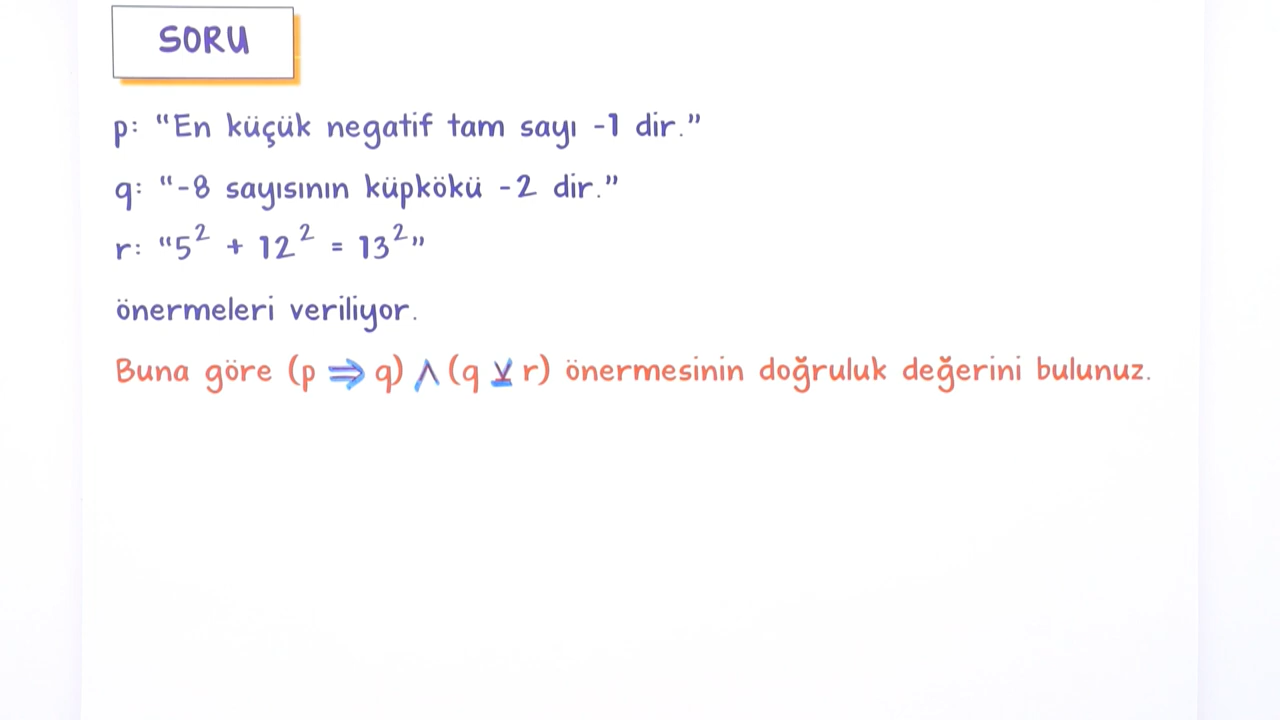 SORU
p: “En küçük negatif tam sayı -1 dir.”
q: “-8 sayısının küpkökü -2 dir.”
r: “5² + 12² = 13²”
önermeleri veriliyor.
Buna göre (p ⇒ q) ∧ (q ⊻ r) önermesinin doğruluk değerini bulunuz.